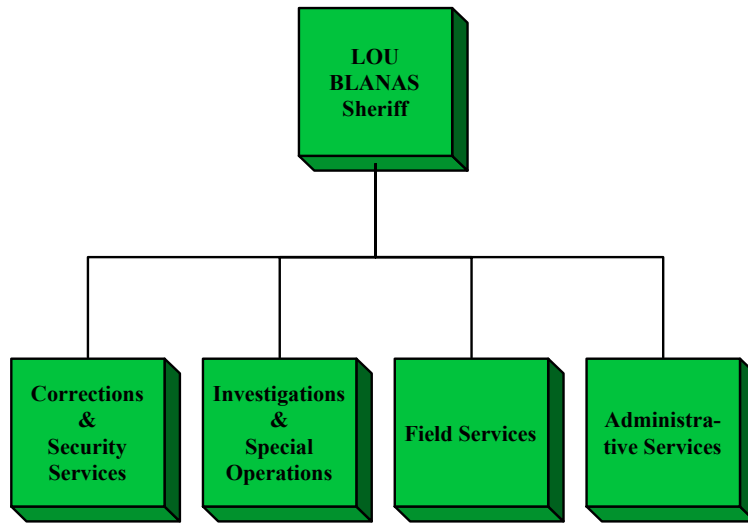 LOU
BLANAS
Sheriff
Corrections
&
Security
Services
Investigations
&
Special
Operations
Field Services
Administra-
tive Services